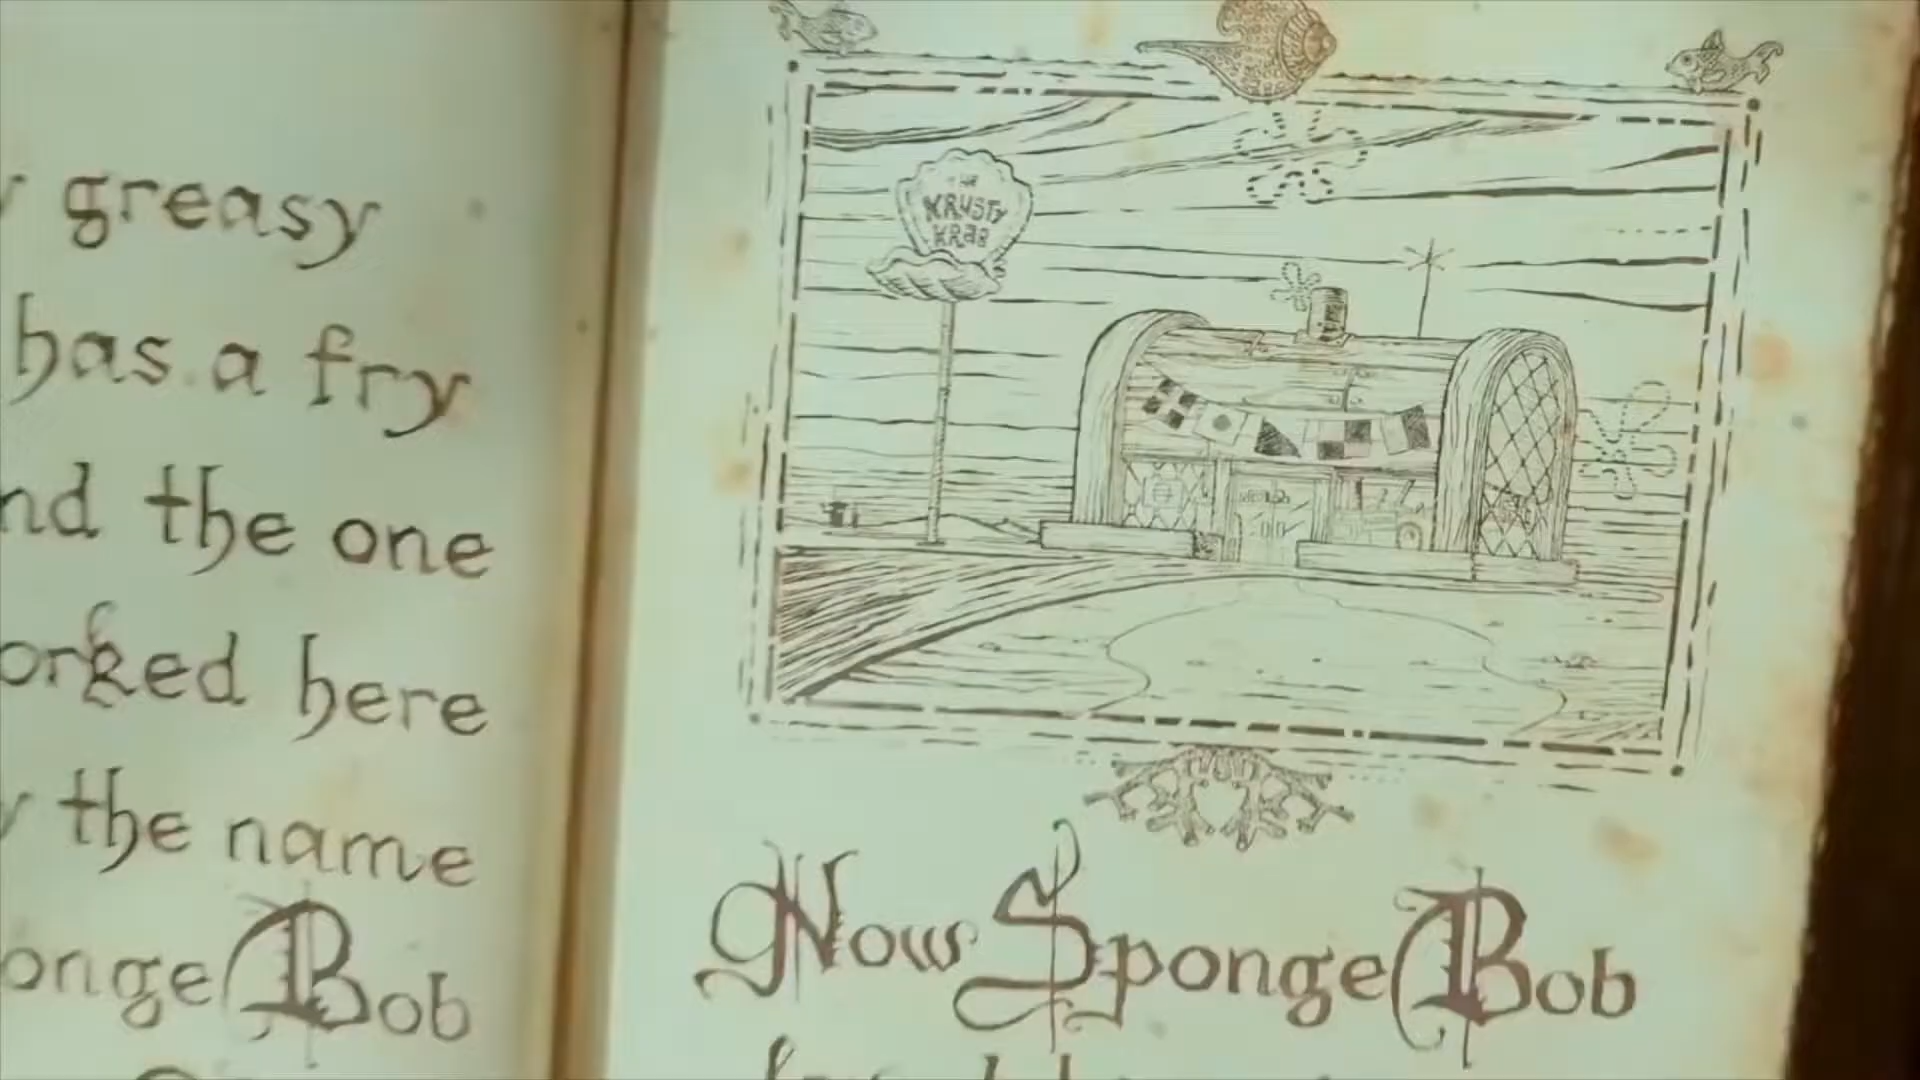 greasy
has a fry
nd the one
orked here
the name
onge Bob
THE
KRUSTY
KRAB
Now SpongeBob